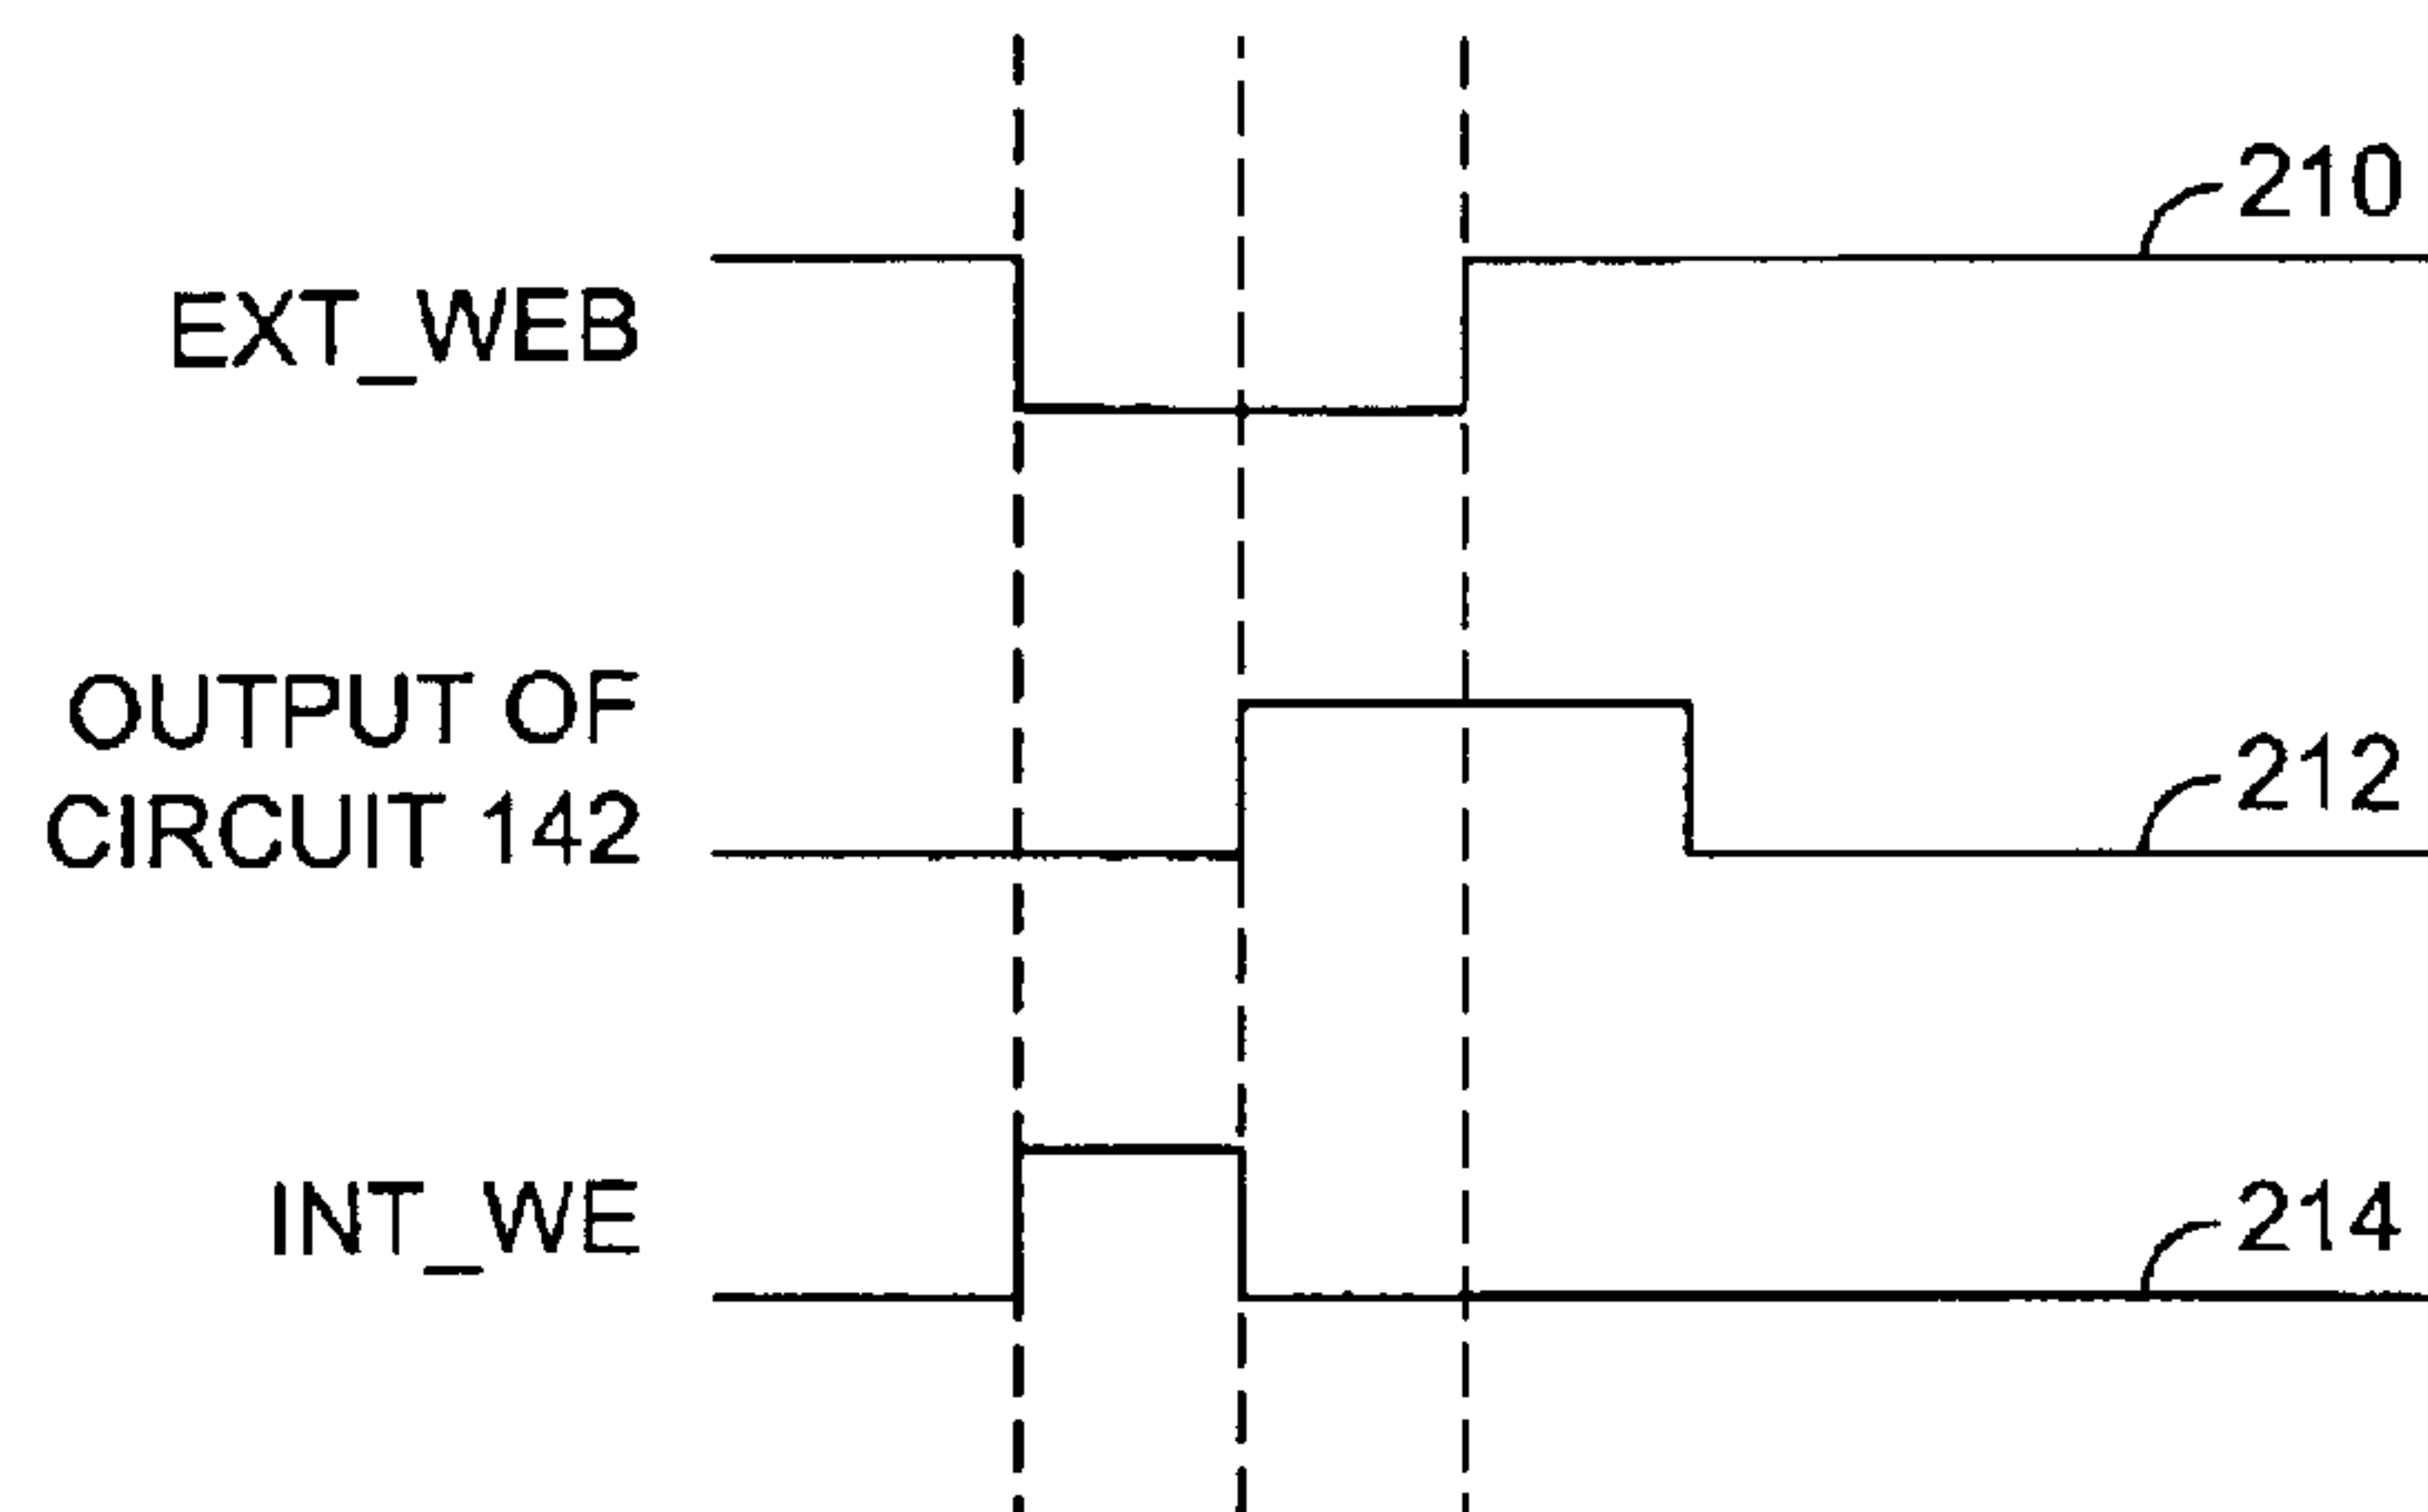 210
EXT_WEB
OUTPUT OF
CIRCUIT 142
212
INT_WE
214